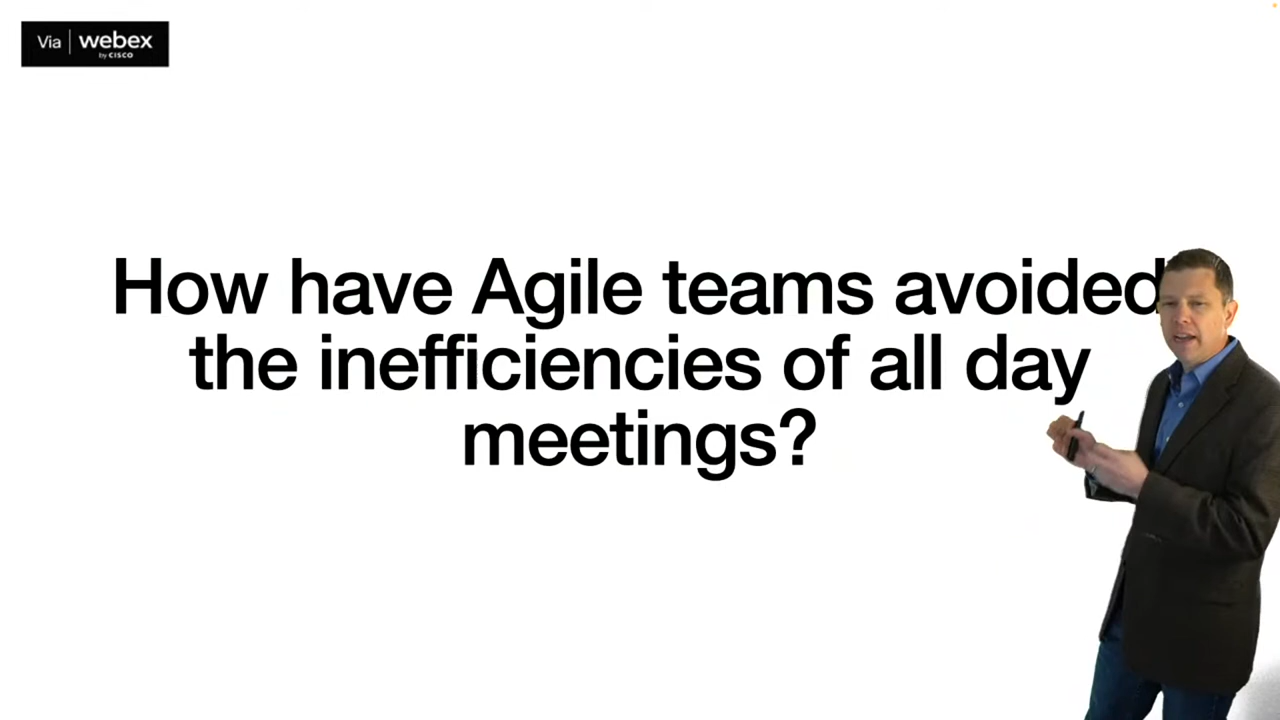 Via webex
by CISCO
How have Agile teams avoided
the inefficiencies of all day
meetings?